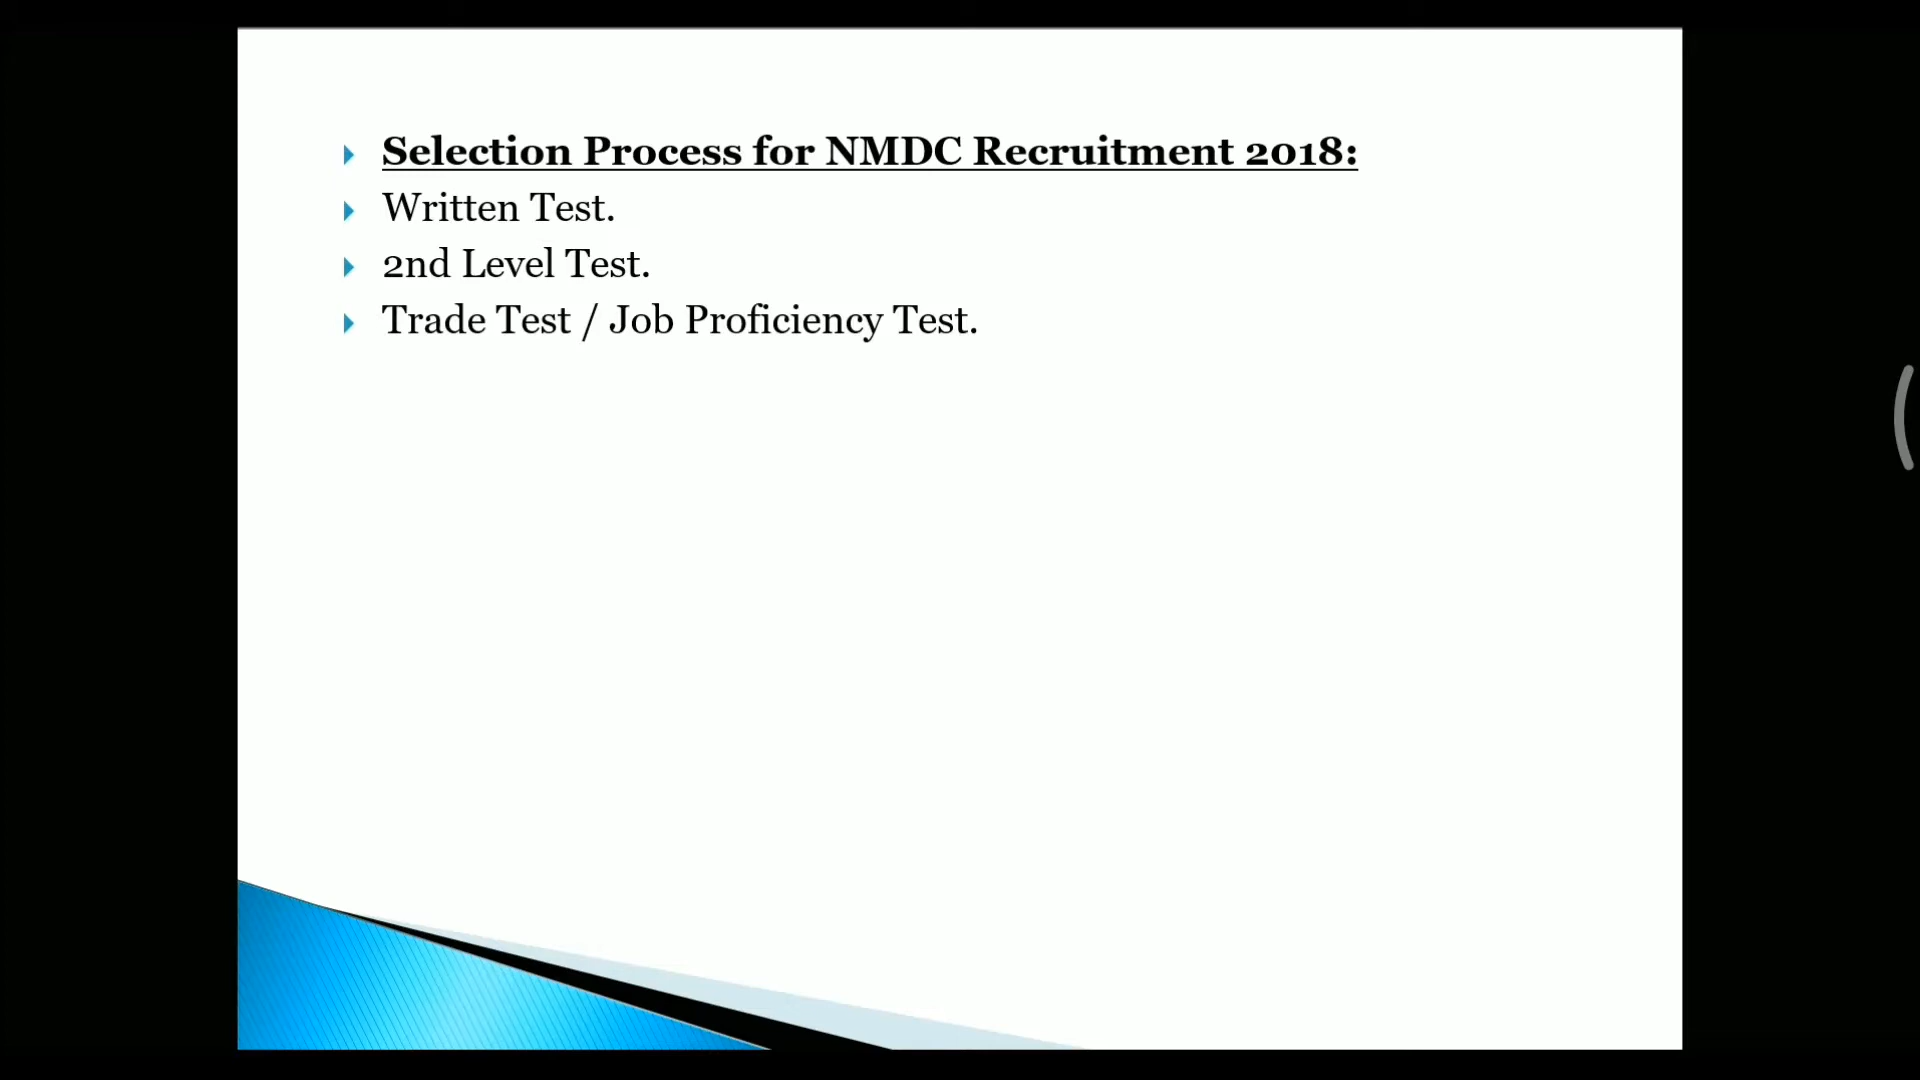 Selection Process for NMDC Recruitment 2018:
Written Test.
2nd Level Test.
Trade Test / Job Proficiency Test.